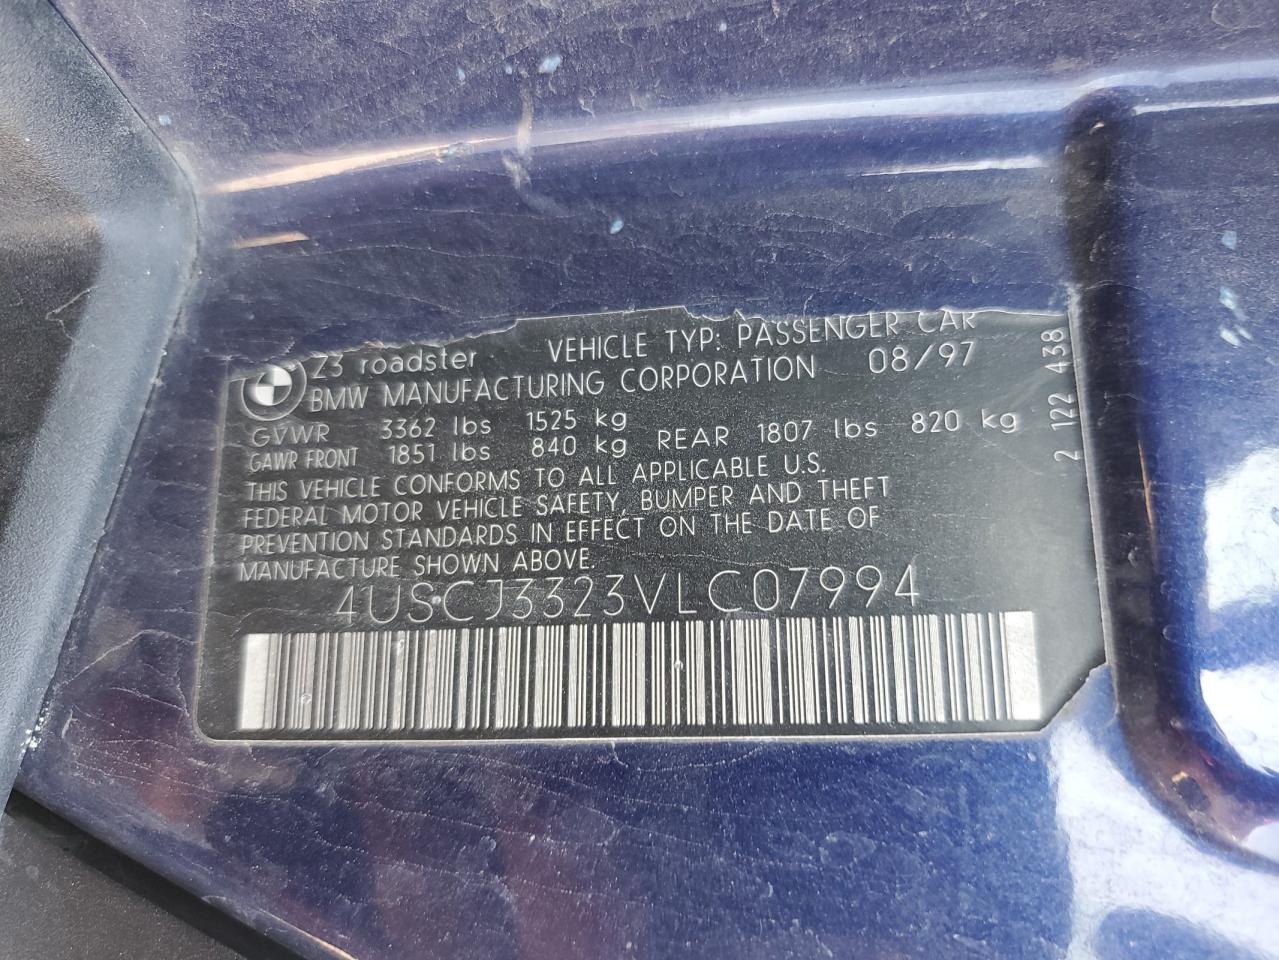 Z3 roadster VEHICLE TYP: PASSENGER CAR
BMW MANUFACTURING CORPORATION 08/97
GVWR 3362 lbs 1525 kg
GAWR FRONT 1851 lbs 840 kg REAR 1807 lbs 820 kg
THIS VEHICLE CONFORMS TO ALL APPLICABLE U.S.
FEDERAL MOTOR VEHICLE SAFETY, BUMPER AND THEFT
PREVENTION STANDARDS IN EFFECT ON THE DATE OF
MANUFACTURE SHOWN ABOVE.
4USCJ3323VLC07994
2 122 438